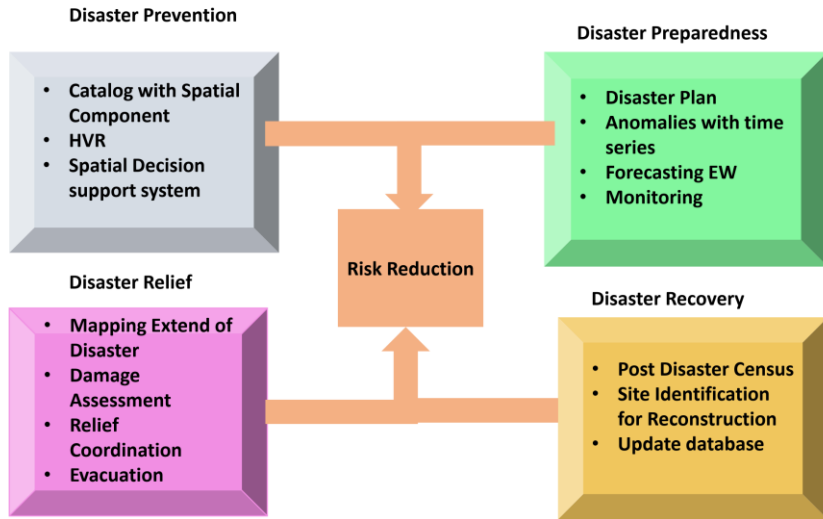 Disaster Prevention
• Catalog with Spatial
Component
• HVR
• Spatial Decision
support system
Disaster Preparedness
• Disaster Plan
• Anomalies with time
series
• Forecasting EW
• Monitoring
Risk Reduction
Disaster Relief
• Mapping Extend of
Disaster
• Damage
Assessment
• Relief
Coordination
• Evacuation
Disaster Recovery
• Post Disaster Census
• Site Identification
for Reconstruction
• Update database